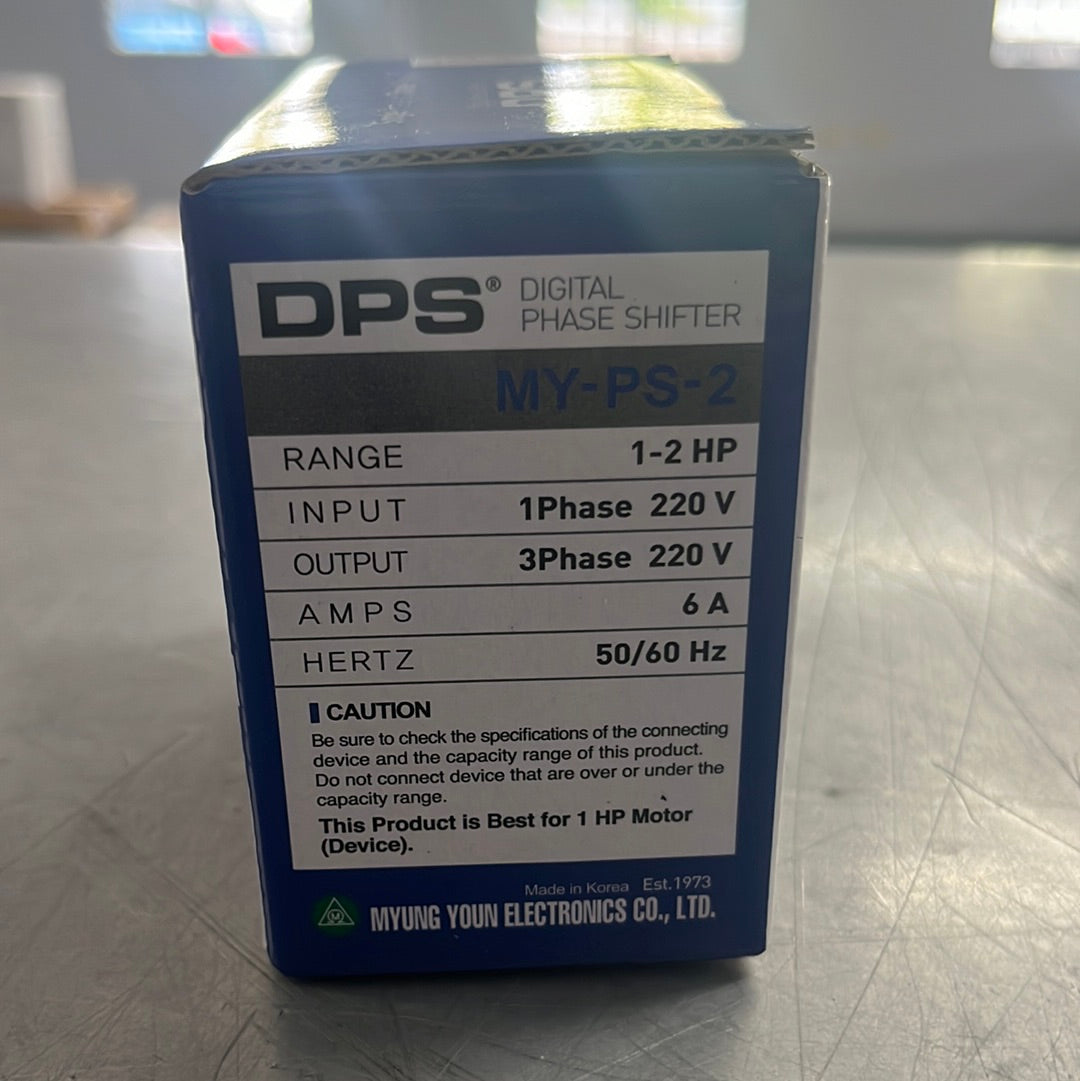 DPS® DIGITAL
PHASE SHIFTER
MY-PS-2
RANGE 1-2 HP
INPUT 1Phase 220 V
OUTPUT 3Phase 220 V
AMPS 6 A
HERTZ 50/60 Hz
CAUTION
Be sure to check the specifications of the connecting
device and the capacity range of this product.
Do not connect device that are over or under the
capacity range.
This Product is Best for 1 HP Motor
(Device).
Made in Korea Est.1973
M MYUNG YOUN ELECTRONICS CO., LTD.